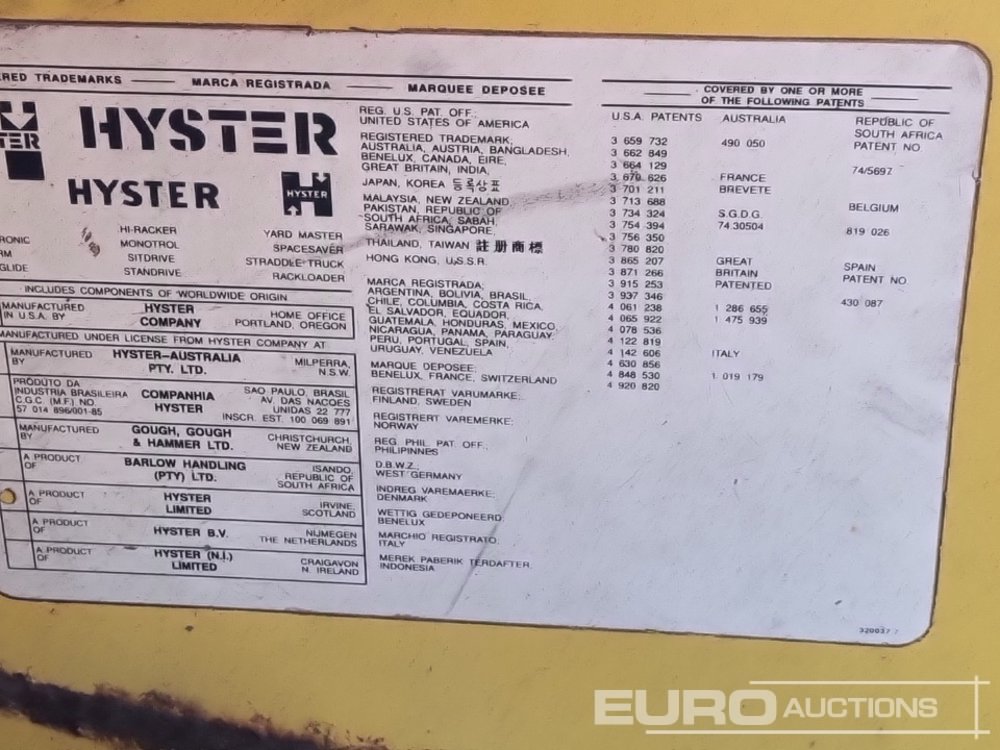 RED TRADEMARKS — MARCA REGISTRADA — MARQUEE DEPOSEE
TER
HYSTER
HYSTER
HYSTER
RONIC
RM
GLIDE
HI-RACKER
MONOTROL
SITDRIVE
STANDRIVE
YARD MASTER
SPACESAVER
STRADDLE TRUCK
RACKLOADER
INCLUDES COMPONENTS OF WORLDWIDE ORIGIN
MANUFACTURED
IN U.S.A. BY
HYSTER
COMPANY
HOME OFFICE
PORTLAND, OREGON
MANUFACTURED UNDER LICENSE FROM HYSTER COMPANY AT
MANUFACTURED
BY
HYSTER-AUSTRALIA
PTY. LTD.
MILPERRA,
N.S.W.
PRODUTO DA
INDUSTRIA BRASILEIRA
C.G.C. (M.F.) NO.
57 014 896/001-85
COMPANHIA
HYSTER
SAO PAULO, BRASIL
AV. DAS NACOES
UNIDAS 22 777
INSCR. EST. 100 069 891
MANUFACTURED
BY
GOUGH, GOUGH
& HAMMER LTD.
CHRISTCHURCH,
NEW ZEALAND
A PRODUCT
OF
BARLOW HANDLING
(PTY) LTD.
ISANDO,
REPUBLIC OF
SOUTH AFRICA
A PRODUCT
OF
HYSTER
LIMITED
IRVINE,
SCOTLAND
A PRODUCT
OF
HYSTER B.V.
NIJMEGEN
THE NETHERLANDS
A PRODUCT
OF
HYSTER (N.I.)
LIMITED
CRAIGAVON
N. IRELAND
REG. U.S. PAT. OFF.;
UNITED STATES OF AMERICA
REGISTERED TRADEMARK;
AUSTRALIA, AUSTRIA, BANGLADESH,
BENELUX, CANADA, EIRE,
GREAT BRITAIN, INDIA,
JAPAN, KOREA 등록상표
MALAYSIA, NEW ZEALAND,
PAKISTAN, REPUBLIC OF
SOUTH AFRICA, SABAH,
SARAWAK, SINGAPORE,
THAILAND, TAIWAN 註册商標
HONG KONG, U.S.S.R.
MARCA REGISTRADA;
ARGENTINA, BOLIVIA, BRASIL,
CHILE, COLUMBIA, COSTA RICA,
EL SALVADOR, EQUADOR,
GUATEMALA, HONDURAS, MEXICO,
NICARAGUA, PANAMA, PARAGUAY,
PERU, PORTUGAL, SPAIN,
URUGUAY, VENEZUELA
MARQUE DEPOSEE;
BENELUX, FRANCE, SWITZERLAND
REGISTRERAT VARUMARKE;
FINLAND, SWEDEN
REGISTRERT VAREMERKE;
NORWAY
REG. PHIL. PAT. OFF.;
PHILIPINNES
D.B.W.Z.;
WEST GERMANY
INDREG VAREMAERKE;
DENMARK
WETTIG GEDEPONEERD;
BENELUX
MARCHIO REGISTRATO;
ITALY
MEREK PABERIK TERDAFTER;
INDONESIA
COVERED BY ONE OR MORE
OF THE FOLLOWING PATENTS
U.S.A. PATENTS
3 659 732
3 662 849
3 664 129
3 670 626
3 701 211
3 713 688
3 734 324
3 754 394
3 756 350
3 780 820
3 865 207
3 871 266
3 915 253
3 937 346
4 061 238
4 065 922
4 078 536
4 122 819
4 142 606
4 630 856
4 848 530
4 920 820
AUSTRALIA
490 050
FRANCE
BREVETE
S.G.D.G.
74.30504
GREAT
BRITAIN
PATENTED
1 286 655
1 475 939
ITALY
1 019 179
REPUBLIC OF
SOUTH AFRICA
PATENT NO
74/5697
BELGIUM
819 026
SPAIN
PATENT NO
430 087
320037 7
EURO AUCTIONS